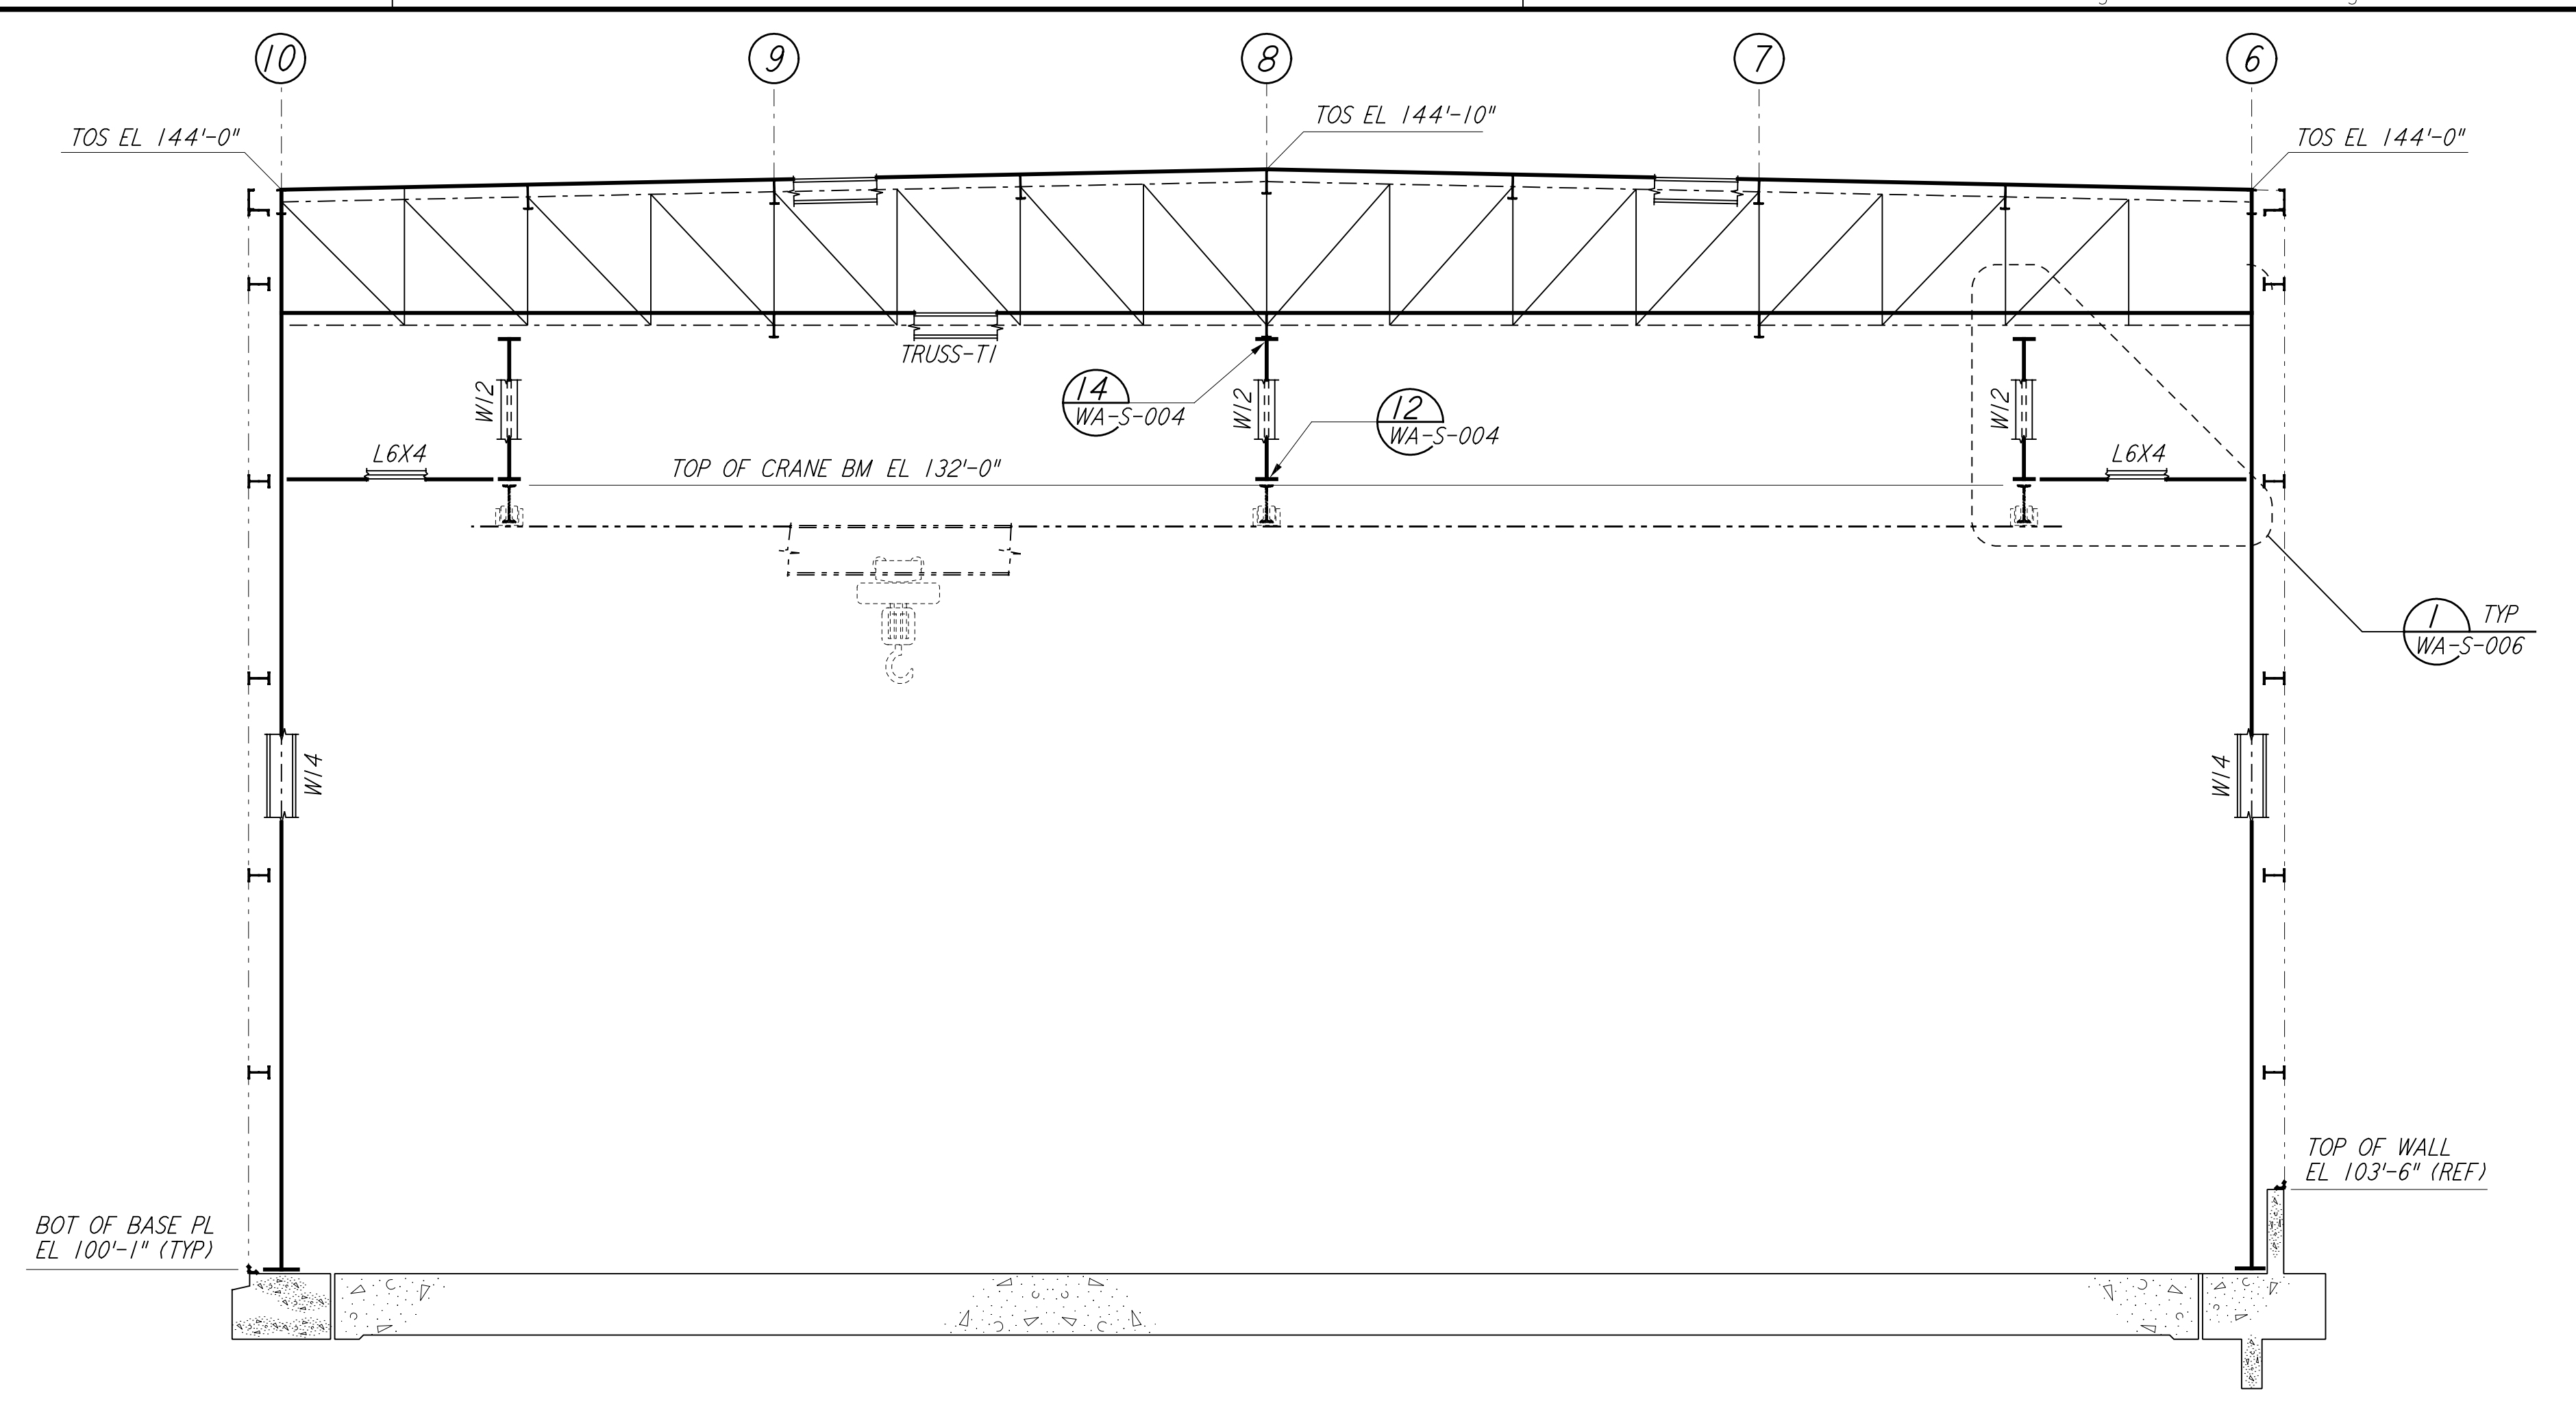 10
9
8
7
6
TOS EL 144'-0"
TOS EL 144'-10"
TOS EL 144'-0"
TRUSS-T1
W12
W12
W12
14
WA-S-004
12
WA-S-004
L6X4
L6X4
TOP OF CRANE BM EL 132'-0"
1 TYP
WA-S-006
W14
W14
TOP OF WALL
EL 103'-6" (REF)
BOT OF BASE PL
EL 100'-1" (TYP)